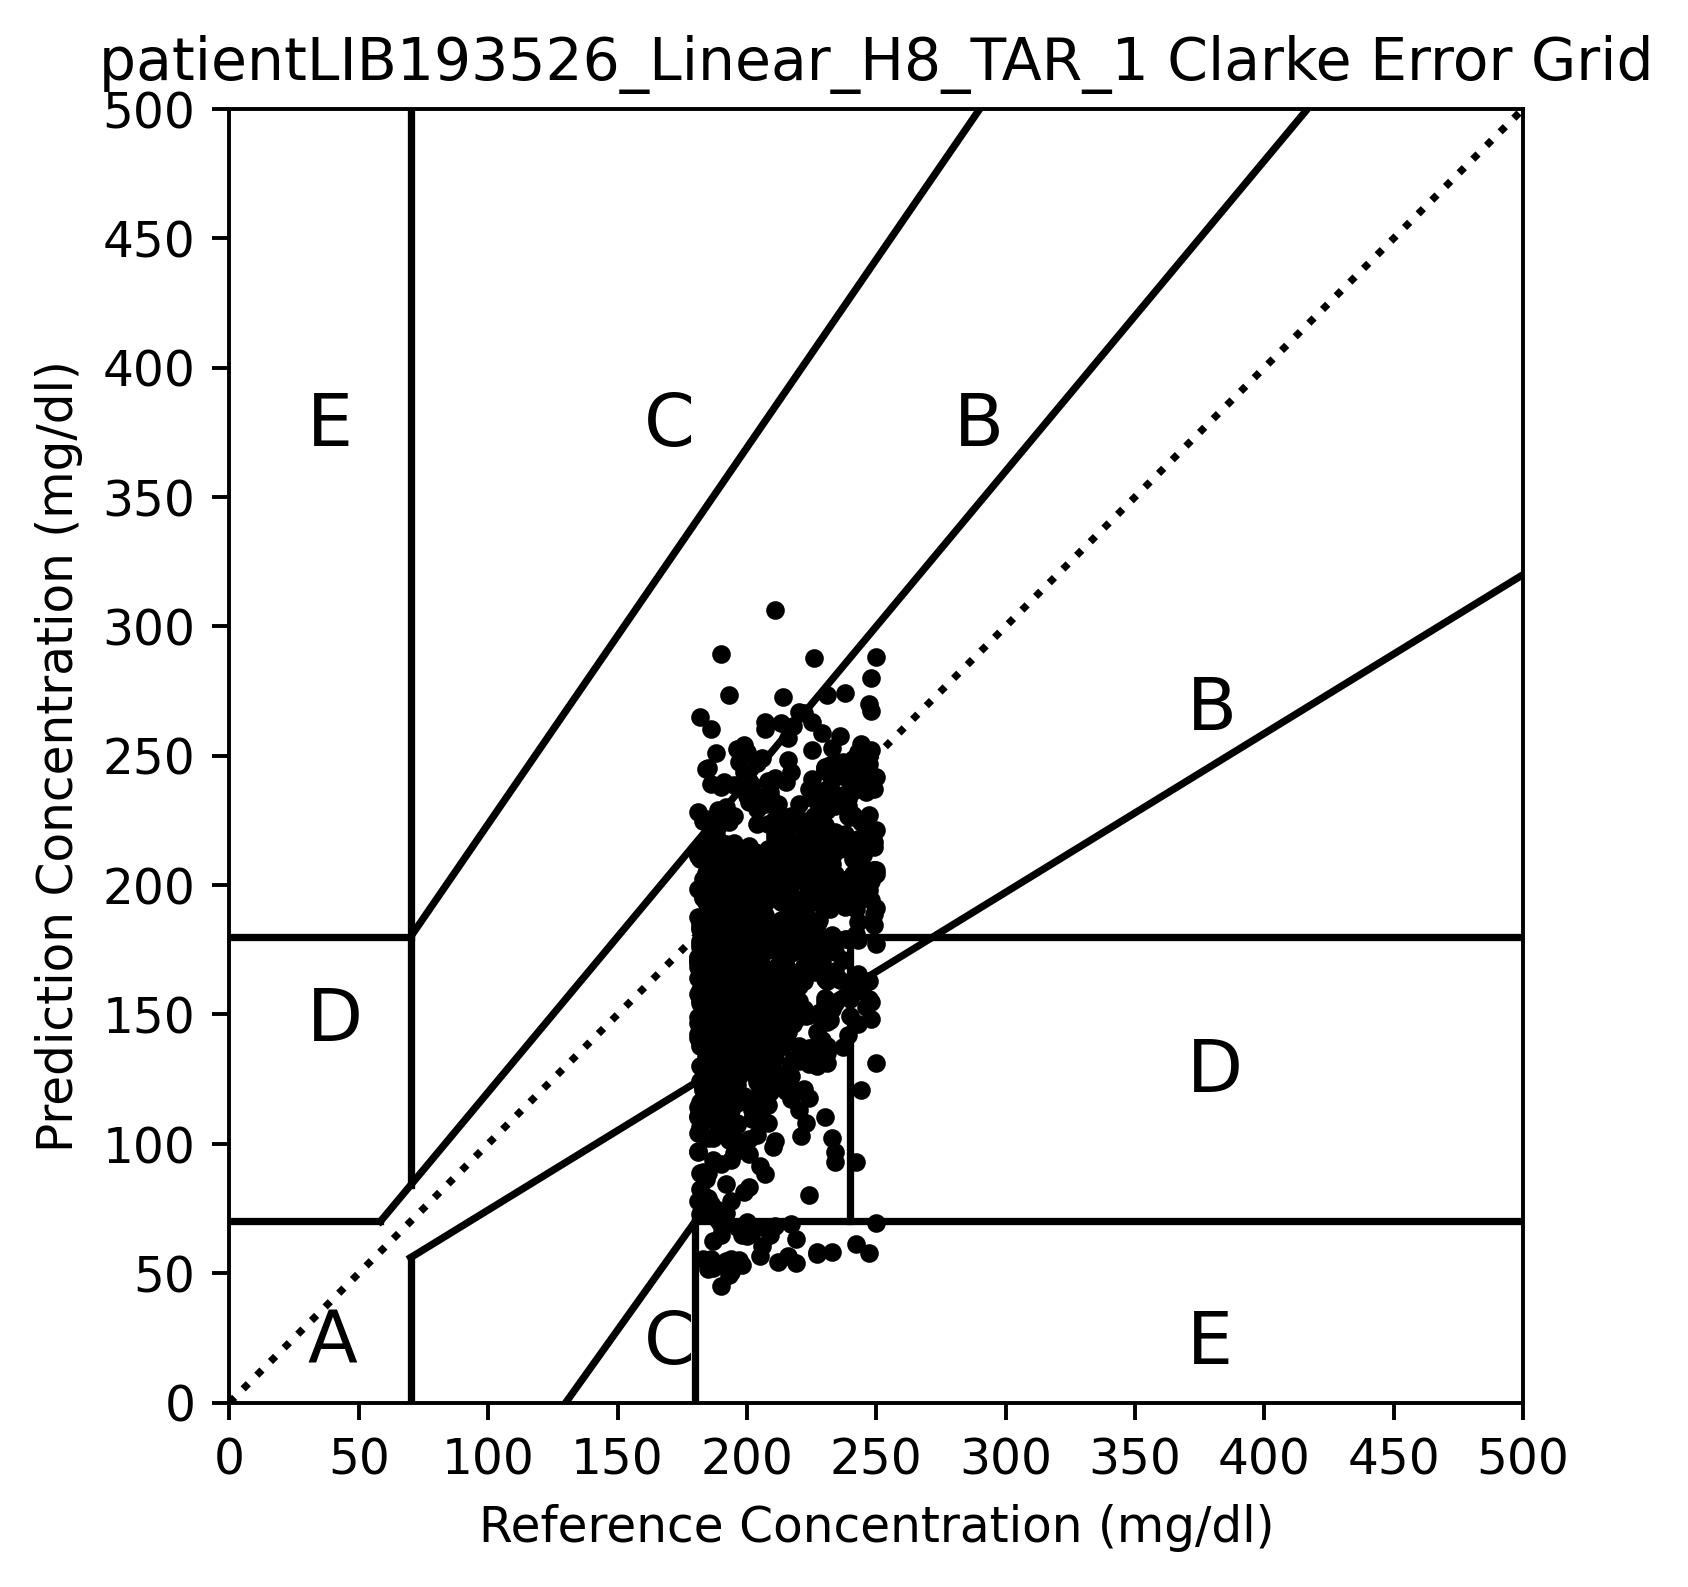 patientLIB193526_Linear_H8_TAR_1 Clarke Error Grid
500
450
400
350
300
250
200
150
100
50
0
Prediction Concentration (mg/dl)
E
C
B
B
D
D
A
C
E
0 50 100 150 200 250 300 350 400 450 500
Reference Concentration (mg/dl)